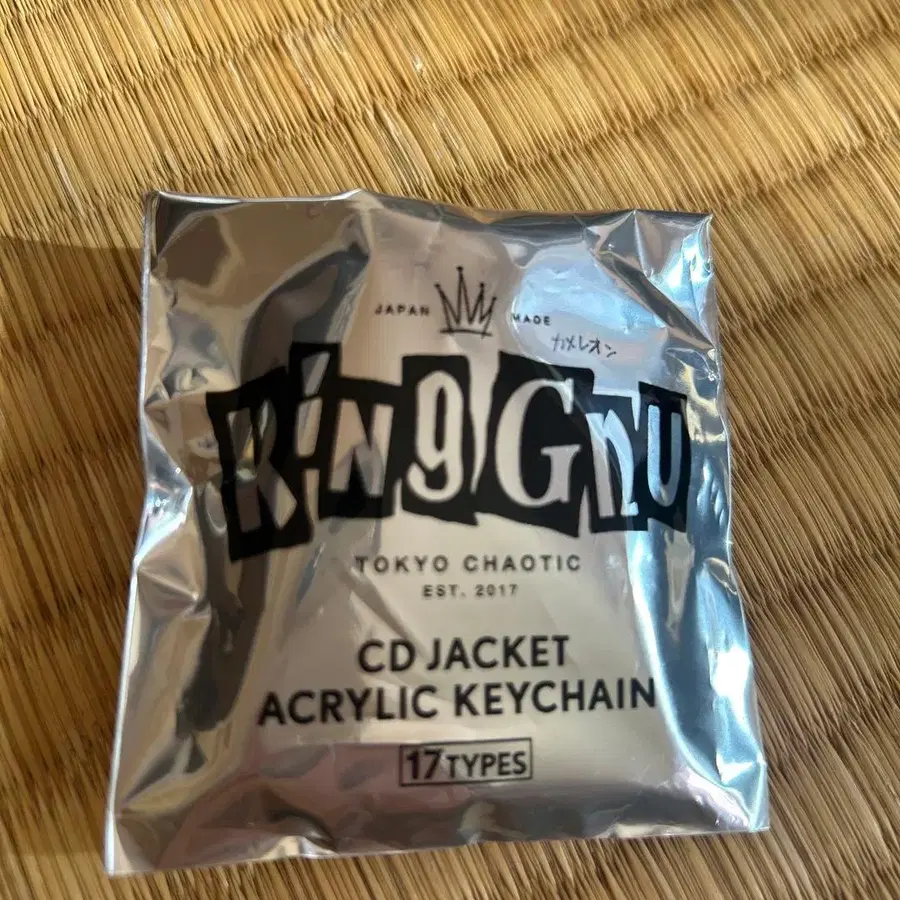 JAPAN MADE
カメレオン
KiNg Gnu
TOKYO CHAOTIC
EST. 2017
CD JACKET
ACRYLIC KEYCHAIN
17 TYPES